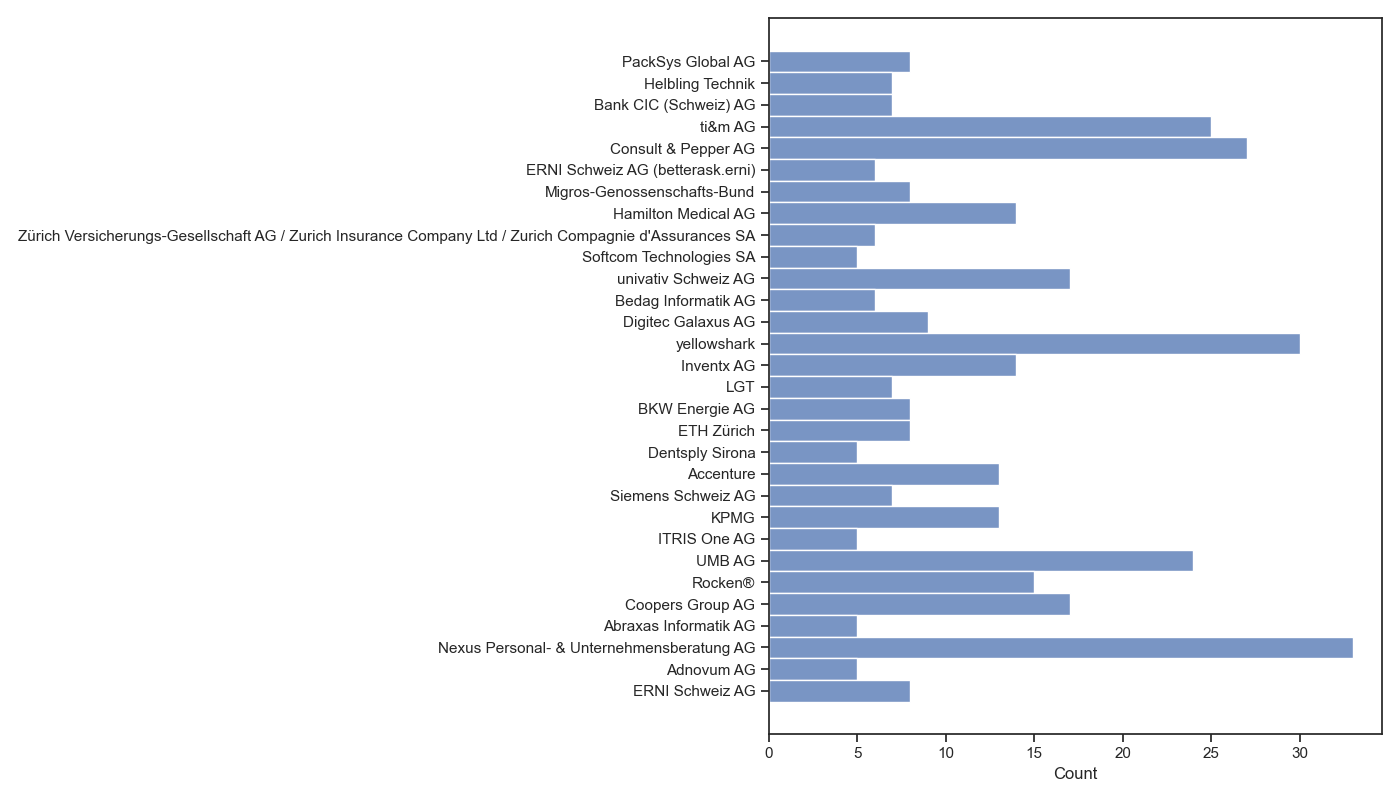 PackSys Global AG
Helbling Technik
Bank CIC (Schweiz) AG
ti&m AG
Consult & Pepper AG
ERNI Schweiz AG (betterask.erni)
Migros-Genossenschafts-Bund
Hamilton Medical AG
Zürich Versicherungs-Gesellschaft AG / Zurich Insurance Company Ltd / Zurich Compagnie d'Assurances SA
Softcom Technologies SA
univativ Schweiz AG
Bedag Informatik AG
Digitec Galaxus AG
yellowshark
Inventx AG
LGT
BKW Energie AG
ETH Zürich
Dentsply Sirona
Accenture
Siemens Schweiz AG
KPMG
ITRIS One AG
UMB AG
Rocken®
Coopers Group AG
Abraxas Informatik AG
Nexus Personal- & Unternehmensberatung AG
Adnovum AG
ERNI Schweiz AG
0 5 10 15 20 25 30
Count